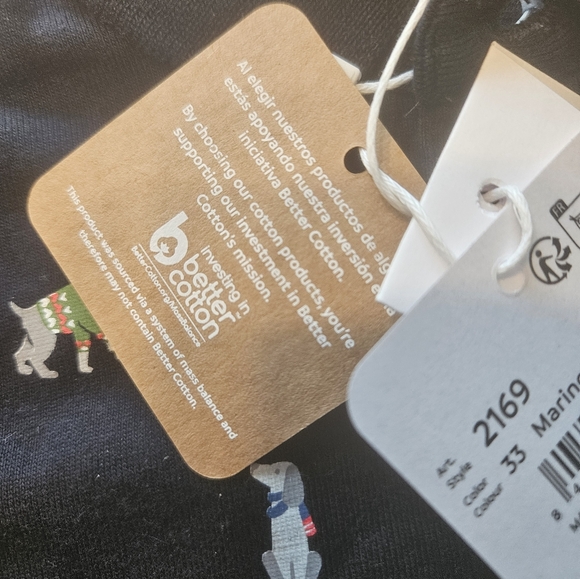 Al elegir nuestros productos de
estás apoyando nuestra inversión
iniciativa Better Cotton.
By choosing our cotton products, you're
supporting our investment in Better
Cotton's mission.
investing in
better
cotton
BetterCotton.org/MassBalance
This product was sourced via a system of mass balance and
therefore may not contain Better Cotton.
FR
Art.
Style
2169
Color
Colour
33
8